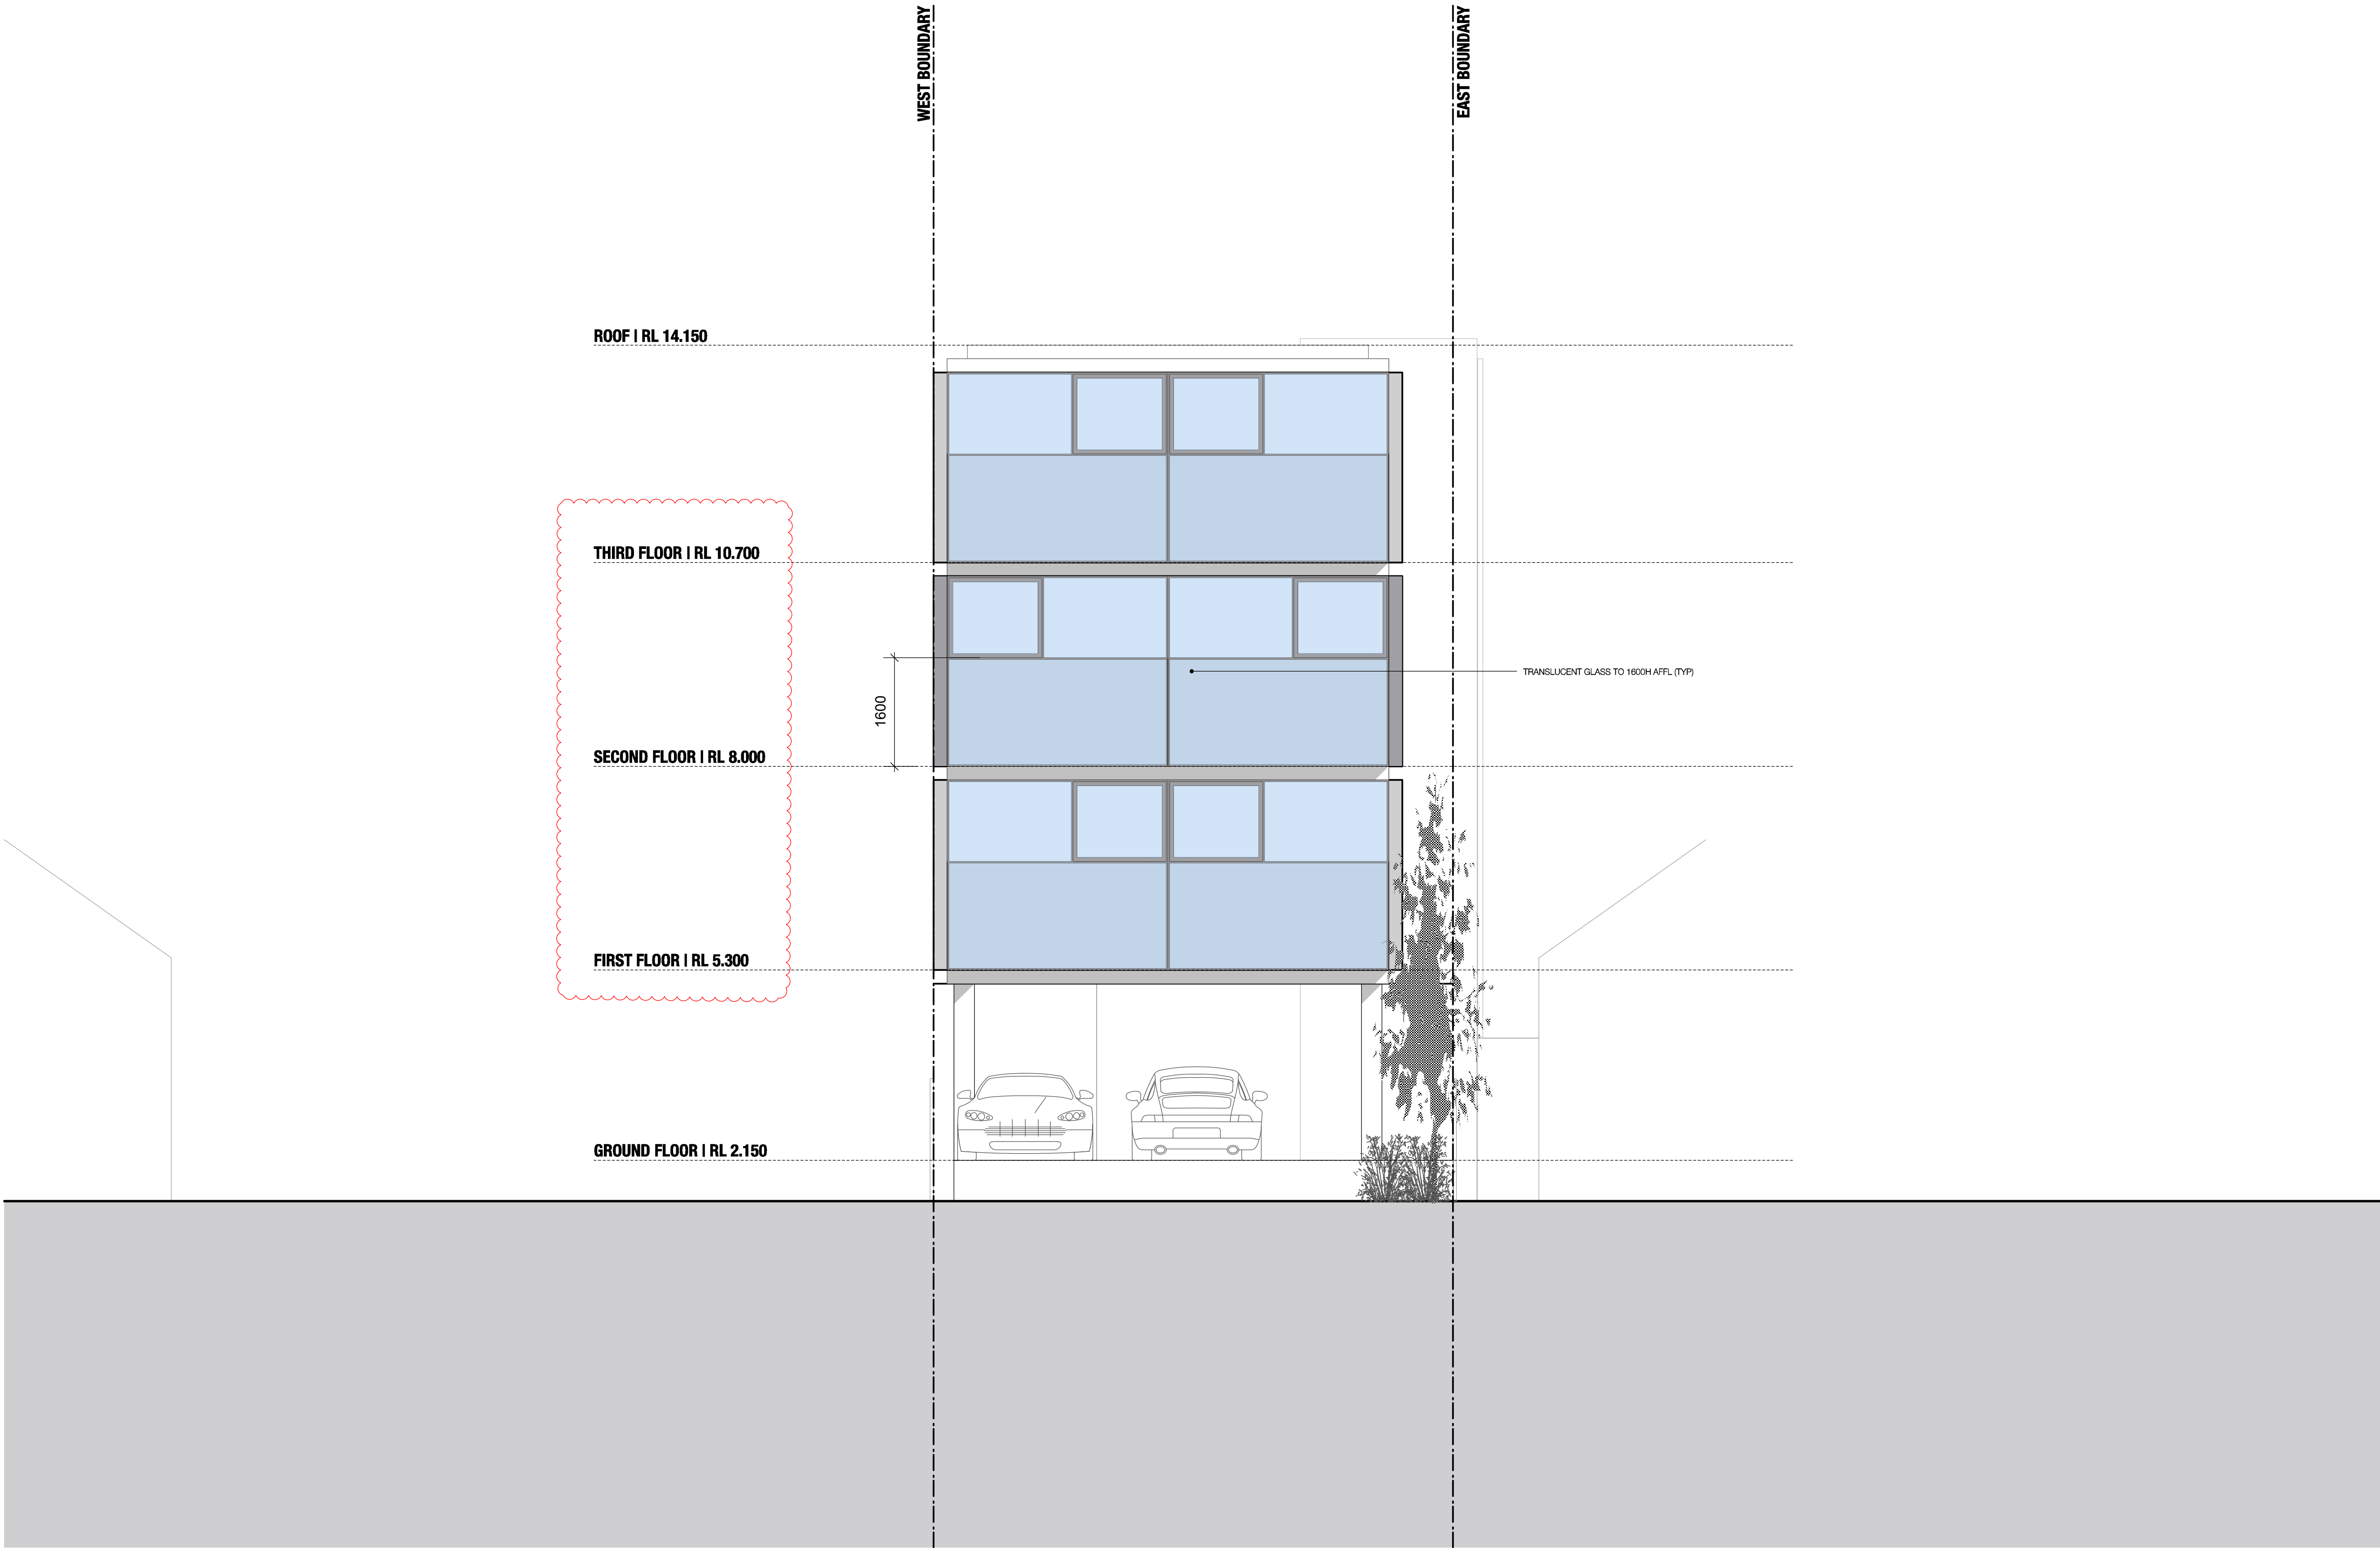 WEST BOUNDARY
EAST BOUNDARY
ROOF | RL 14.150
THIRD FLOOR | RL 10.700
TRANSLUCENT GLASS TO 1600H AFFL (TYP)
1600
SECOND FLOOR | RL 8.000
FIRST FLOOR | RL 5.300
GROUND FLOOR | RL 2.150